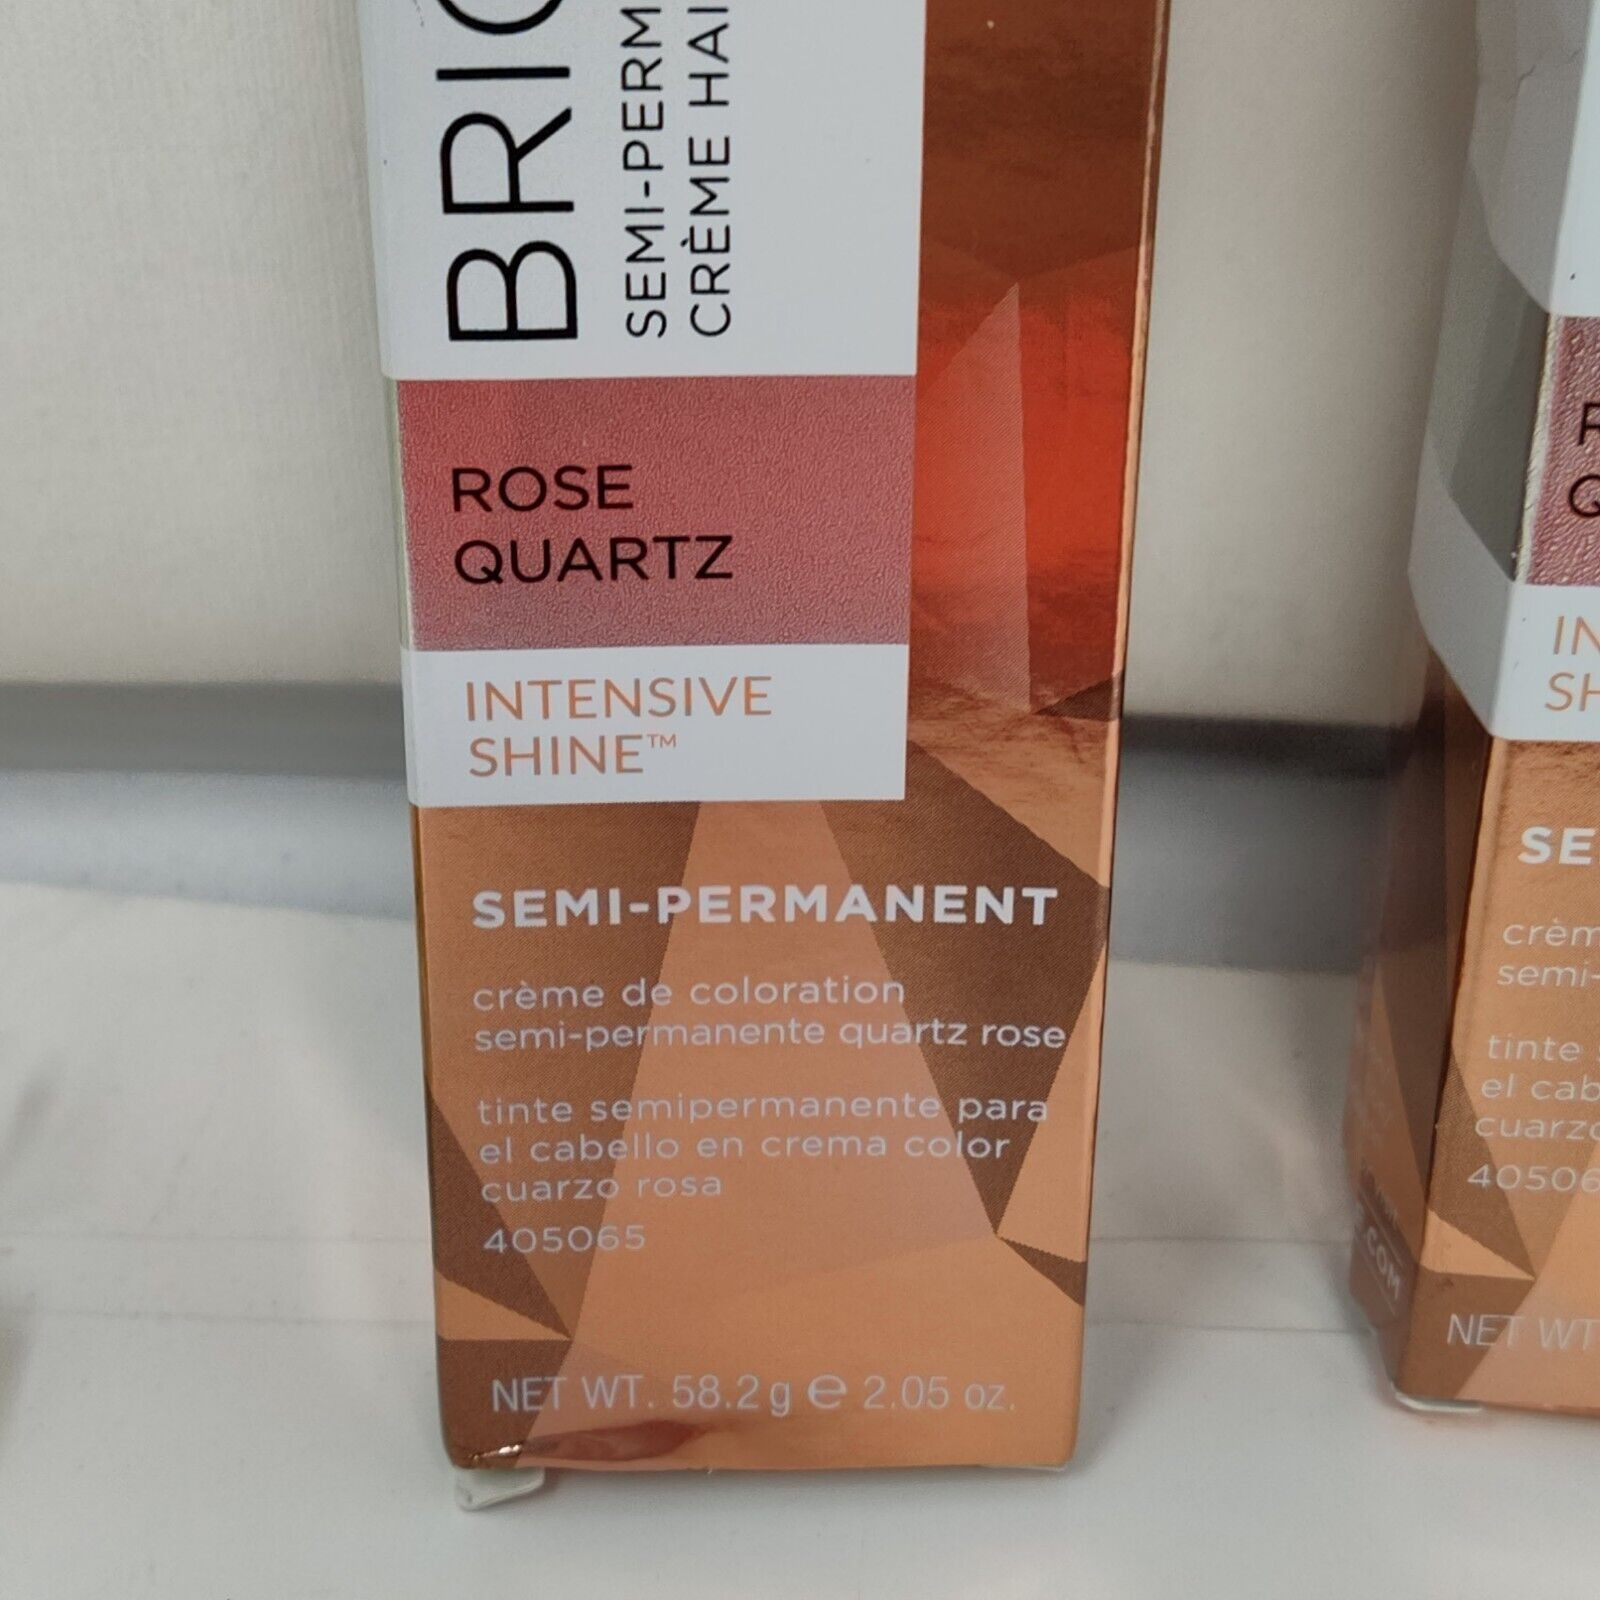 SEMI-PERM
CRÈME HAI
ROSE
QUARTZ
INTENSIVE
SHINE™
SEMI-PERMANENT
crème de coloration
semi-permanente quartz rose
tinte semipermanente para
el cabello en crema color
cuarzo rosa
405065
NET WT. 58.2g e 2.05 oz.
IN
SH
SE
crèm
semi-
tinte
el cab
cuarzo
40506
.COM
NET WT